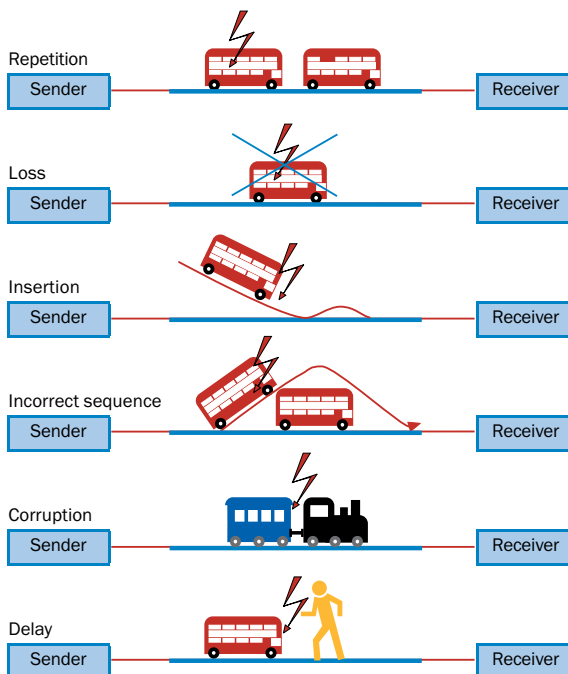 Repetition
Sender
Receiver
Loss
Sender
Receiver
Insertion
Sender
Receiver
Incorrect sequence
Sender
Receiver
Corruption
Sender
Receiver
Delay
Sender
Receiver